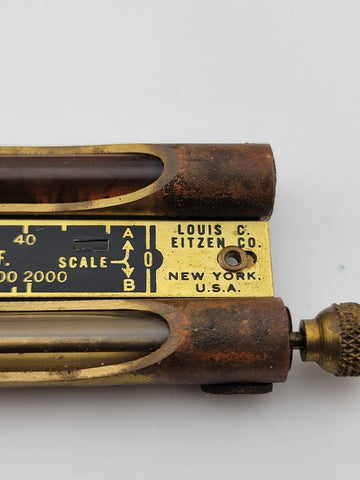 LOUIS C.
EITZEN CO.
40
A
F.
SCALE
0
00 2000
B
NEW YORK.
U.S.A.